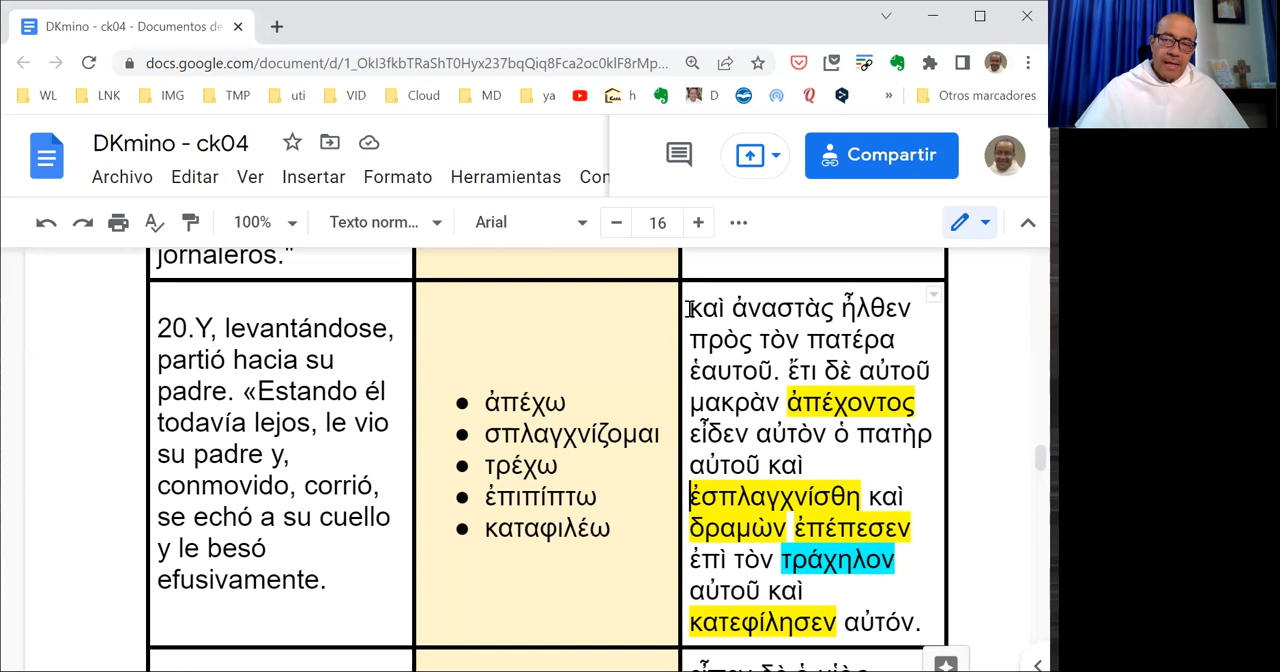 DKmino - ck04 - Documentos de
docs.google.com/document/d/1_OkI3fkbTRaShT0Hyx237bqQiq8Fca2oc0klF8rMp...
WL LNK IMG TMP uti VID Cloud MD ya h D » Otros marcadores
DKmino - ck04
Compartir
Archivo Editar Ver Insertar Formato Herramientas Con
100% Texto norm... Arial 16
jornaleros."
20.Y, levantándose,
partió hacia su
padre. «Estando él
todavía lejos, le vio
su padre y,
conmovido, corrió,
se echó a su cuello
y le besó
efusivamente.
● ἀπέχω
● σπλαγχνίζομαι
● τρέχω
● ἐπιπίπτω
● καταφιλέω
καὶ ἀναστὰς ἦλθεν
πρὸς τὸν πατέρα
ἑαυτοῦ. ἔτι δὲ αὐτοῦ
μακρὰν ἀπέχοντος
εἶδεν αὐτὸν ὁ πατὴρ
αὐτοῦ καὶ
ἐσπλαγχνίσθη καὶ
δραμὼν ἐπέπεσεν
ἐπὶ τὸν τράχηλον
αὐτοῦ καὶ
κατεφίλησεν αὐτόν.
εἶπεν δὲ ὁ υἱὸς